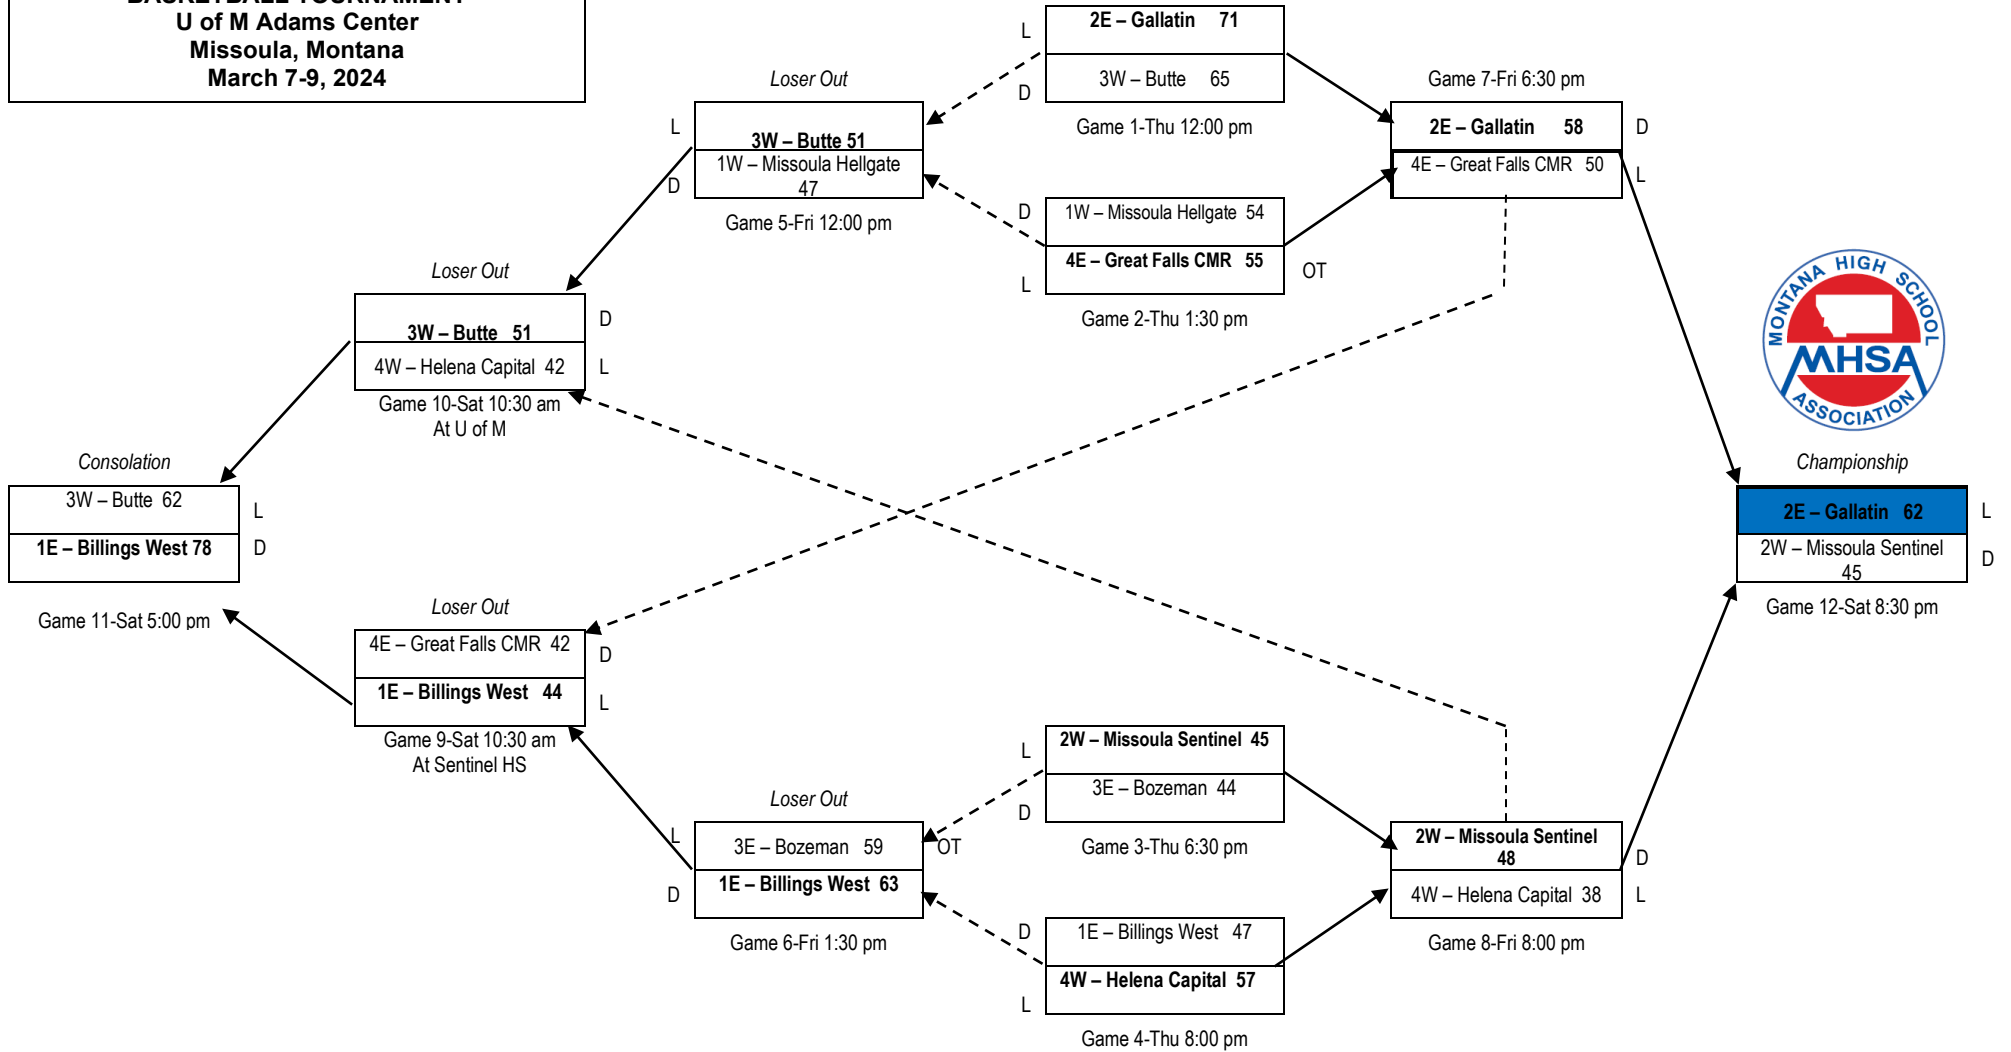 BASKETBALL TOURNAMENT
U of M Adams Center
Missoula, Montana
March 7-9, 2024
L
2E – Gallatin 71
D
3W – Butte 65
Game 1-Thu 12:00 pm
D
1W – Missoula Hellgate 54
L
4E – Great Falls CMR 55
OT
Game 2-Thu 1:30 pm
Loser Out
L
3W – Butte 51
D
1W – Missoula Hellgate
47
Game 5-Fri 12:00 pm
Game 7-Fri 6:30 pm
2E – Gallatin 58
D
4E – Great Falls CMR 50
L
Loser Out
3W – Butte 51
D
4W – Helena Capital 42
L
Game 10-Sat 10:30 am
At U of M
MONTANA HIGH SCHOOL
MHSA
ASSOCIATION
Consolation
3W – Butte 62
L
1E – Billings West 78
D
Game 11-Sat 5:00 pm
Championship
2E – Gallatin 62
L
2W – Missoula Sentinel
45
D
Game 12-Sat 8:30 pm
Loser Out
4E – Great Falls CMR 42
D
1E – Billings West 44
L
Game 9-Sat 10:30 am
At Sentinel HS
Loser Out
L
3E – Bozeman 59
OT
D
1E – Billings West 63
Game 6-Fri 1:30 pm
L
2W – Missoula Sentinel 45
D
3E – Bozeman 44
Game 3-Thu 6:30 pm
D
1E – Billings West 47
L
4W – Helena Capital 57
Game 4-Thu 8:00 pm
2W – Missoula Sentinel
48
D
4W – Helena Capital 38
L
Game 8-Fri 8:00 pm